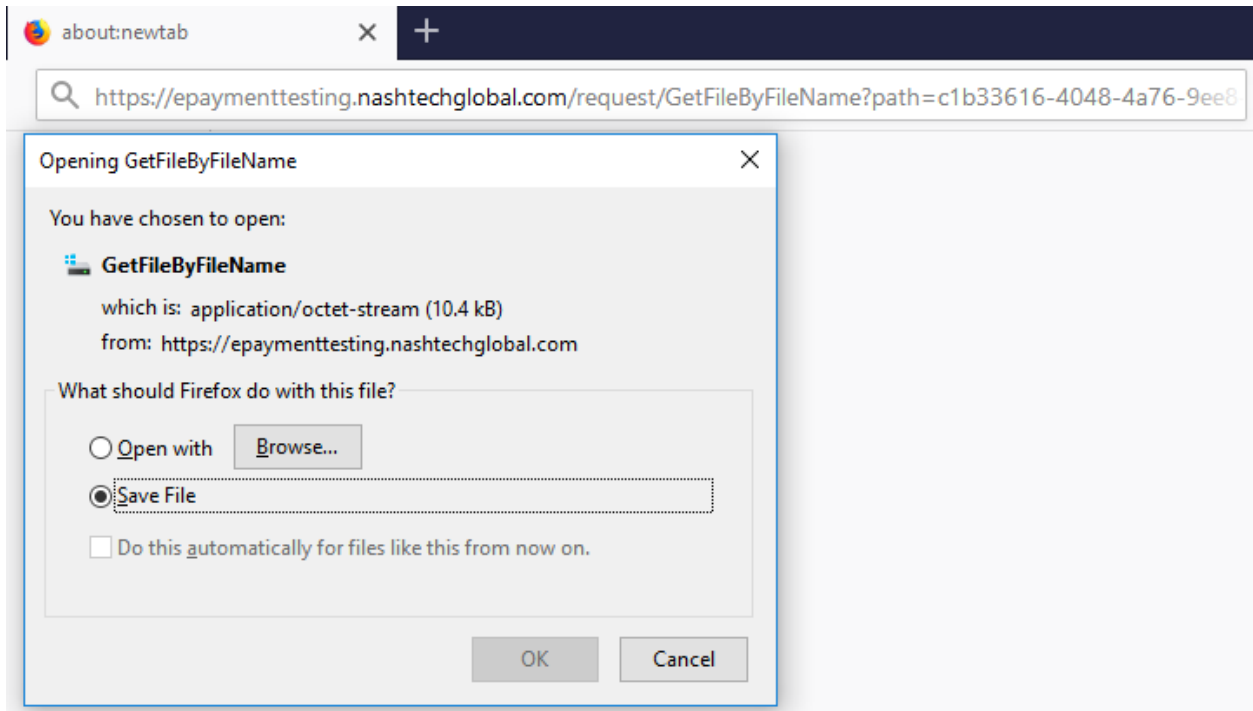 about:newtab
https://epaymenttesting.nashtechglobal.com/request/GetFileByFileName?path=c1b33616-4048-4a76-9ee8
Opening GetFileByFileName
You have chosen to open:
GetFileByFileName
which is: application/octet-stream (10.4 kB)
from: https://epaymenttesting.nashtechglobal.com
What should Firefox do with this file?
Open with Browse...
Save File
Do this automatically for files like this from now on.
OK Cancel